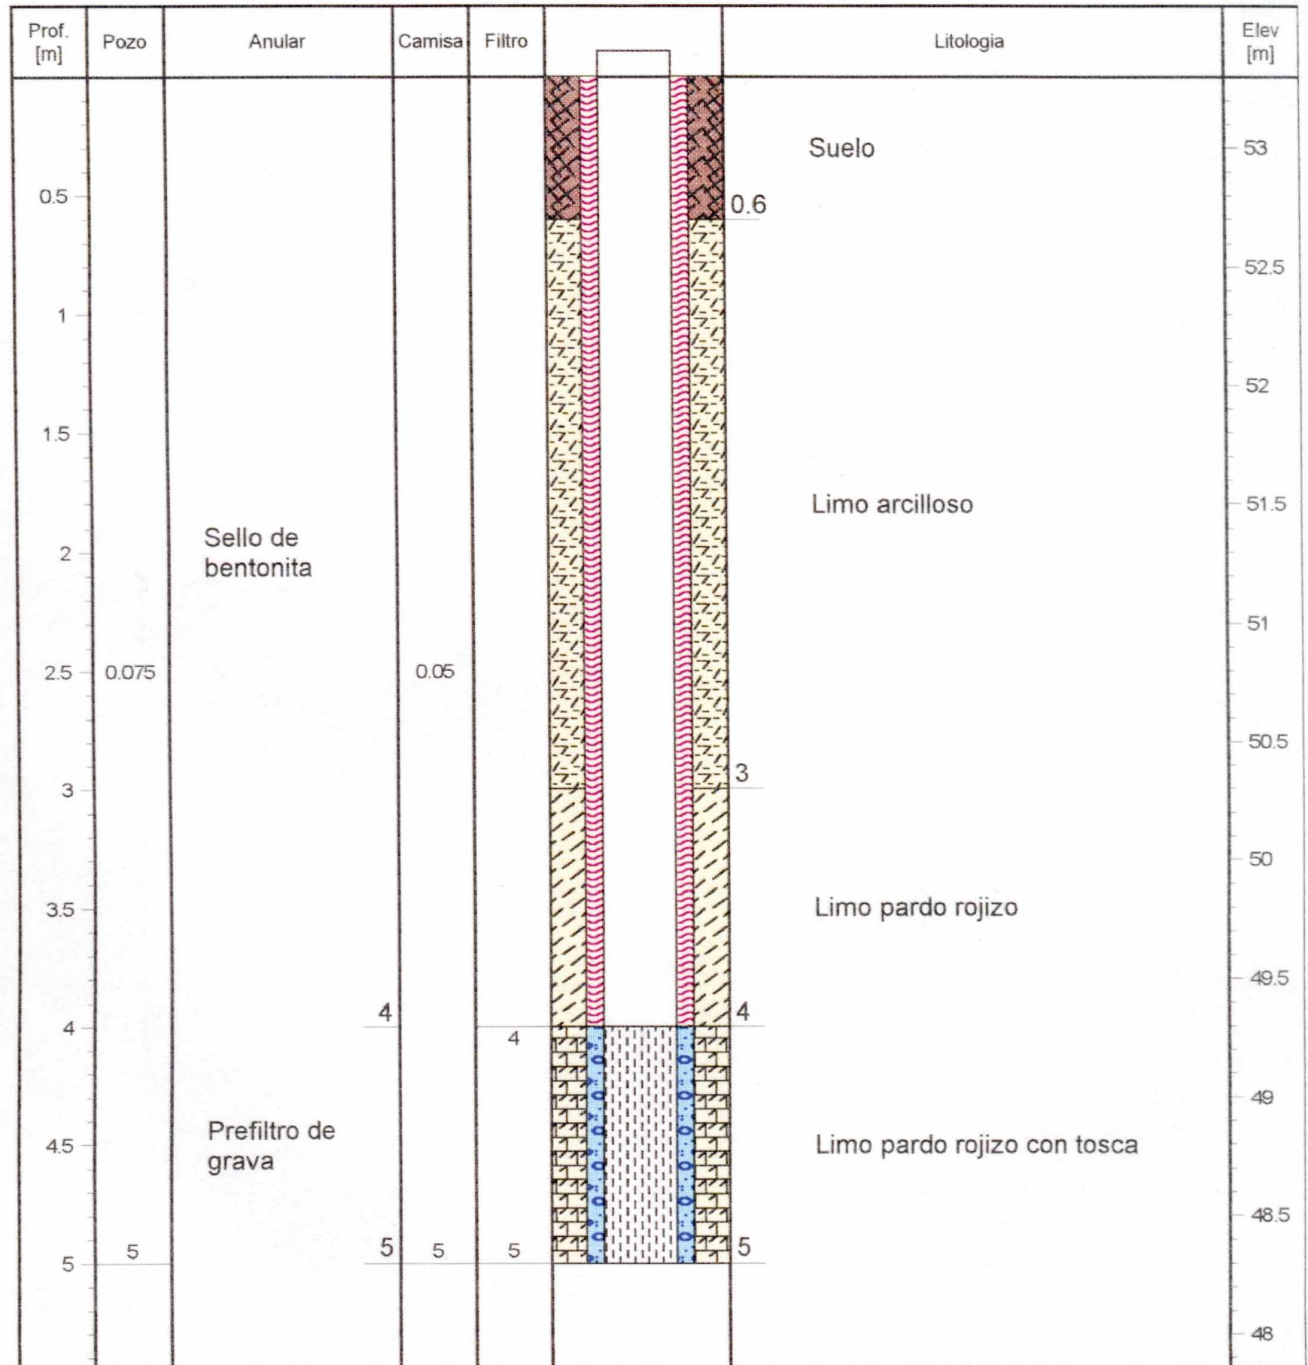 Prof.
[m]
Pozo
Anular
Camisa
Filtro
Litologia
Elev
[m]
Suelo
53
0.5
0.6
52.5
1
52
1.5
Limo arcilloso
51.5
Sello de
bentonita
2
51
2.5
0.075
0.05
50.5
3
3
50
Limo pardo rojizo
3.5
49.5
4
4
4
4
49
Prefiltro de
grava
4.5
Limo pardo rojizo con tosca
48.5
5
5
5
5
5
5
48